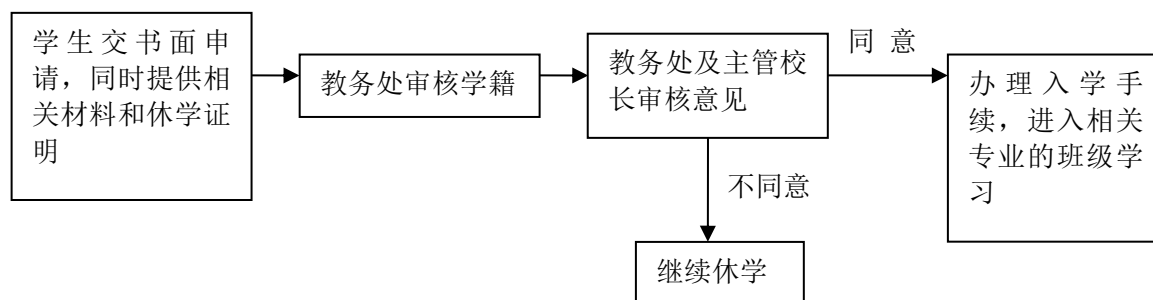 学生交书面申
请，同时提供相
关材料和休学证
明
教务处审核学籍
教务处及主管校
长审核意见
同 意
办理入学手
续，进入相关
专业的班级学
习
不同意
继续休学